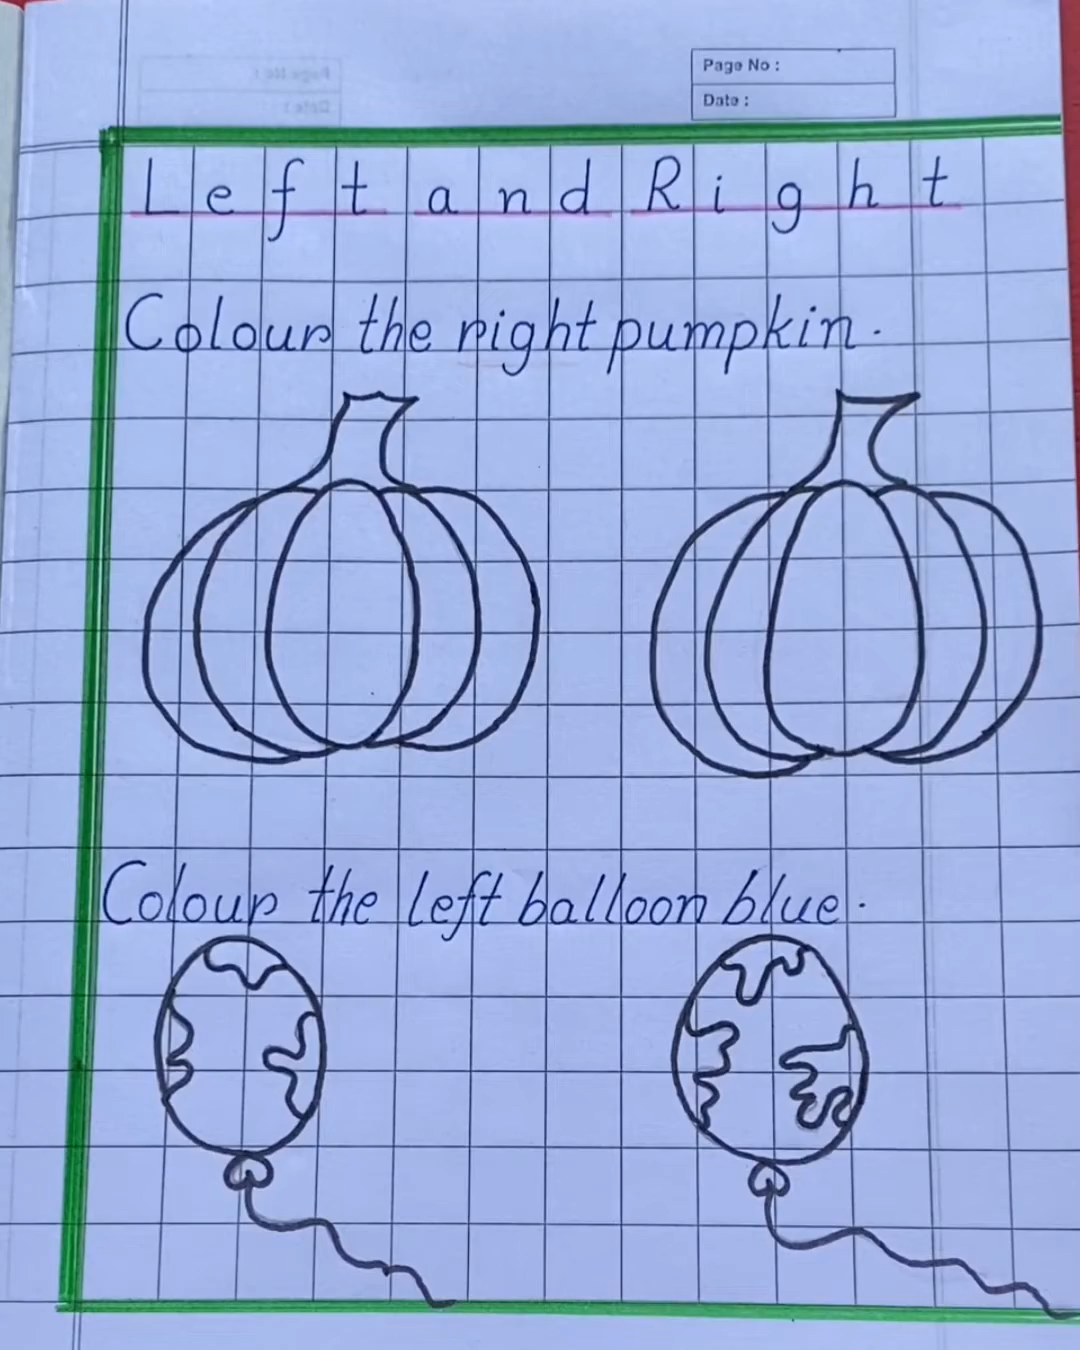 Page No :
Date :
Left and Right
Colour the right pumpkin.
Colour the left balloon blue.